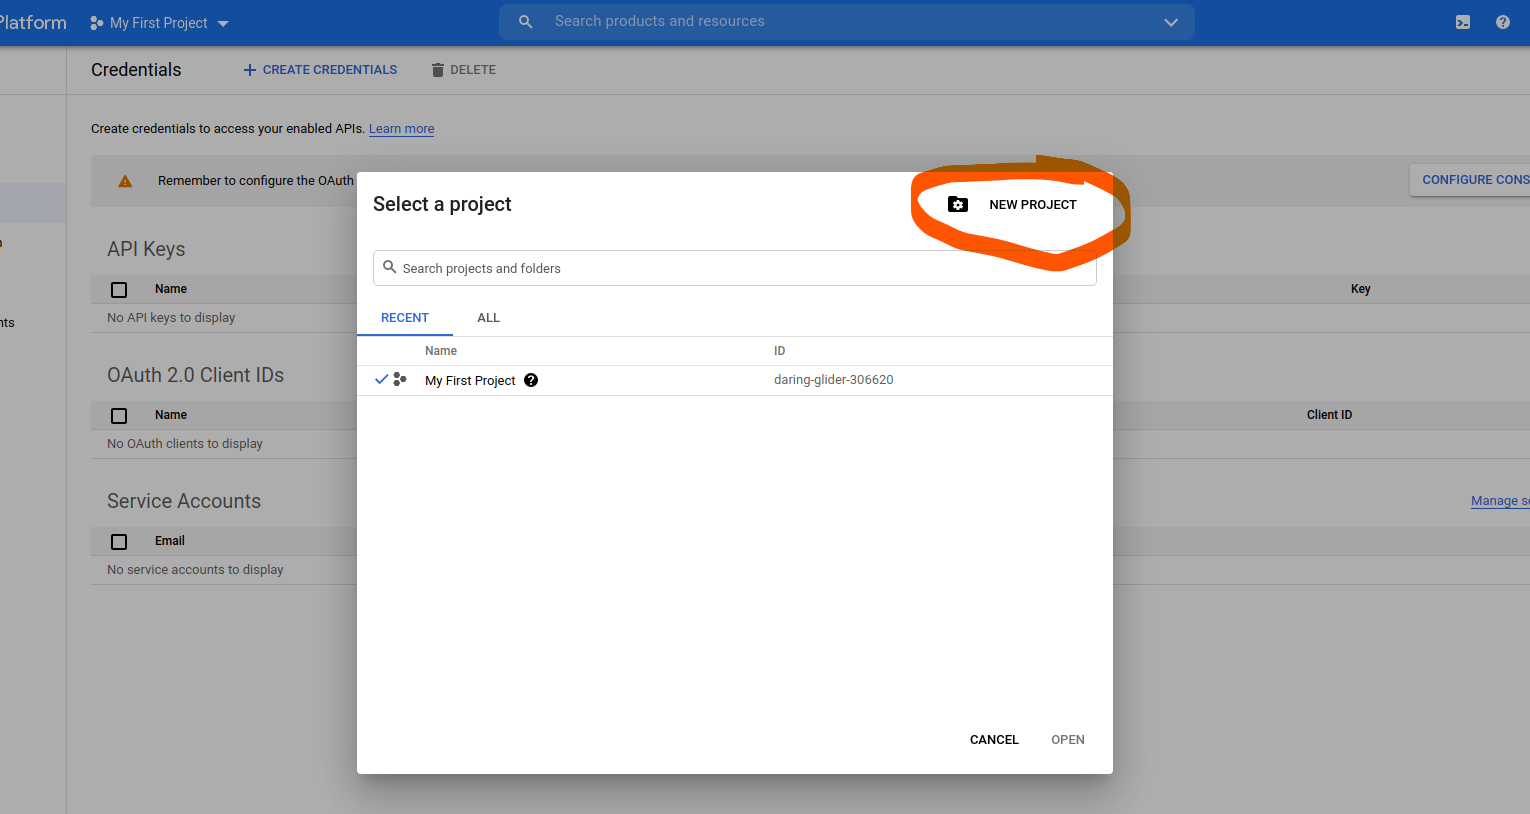 Platform My First Project Search products and resources
Credentials CREATE CREDENTIALS DELETE
Create credentials to access your enabled APIs. Learn more
Remember to configure the OAuth CONFIGURE CONS
Select a project NEW PROJECT
Search projects and folders
RECENT ALL
Name ID
My First Project daring-glider-306620
CANCEL OPEN
API Keys
Name Key
No API keys to display
nts
OAuth 2.0 Client IDs
Name Client ID
No OAuth clients to display
Service Accounts Manage se
Email
No service accounts to display